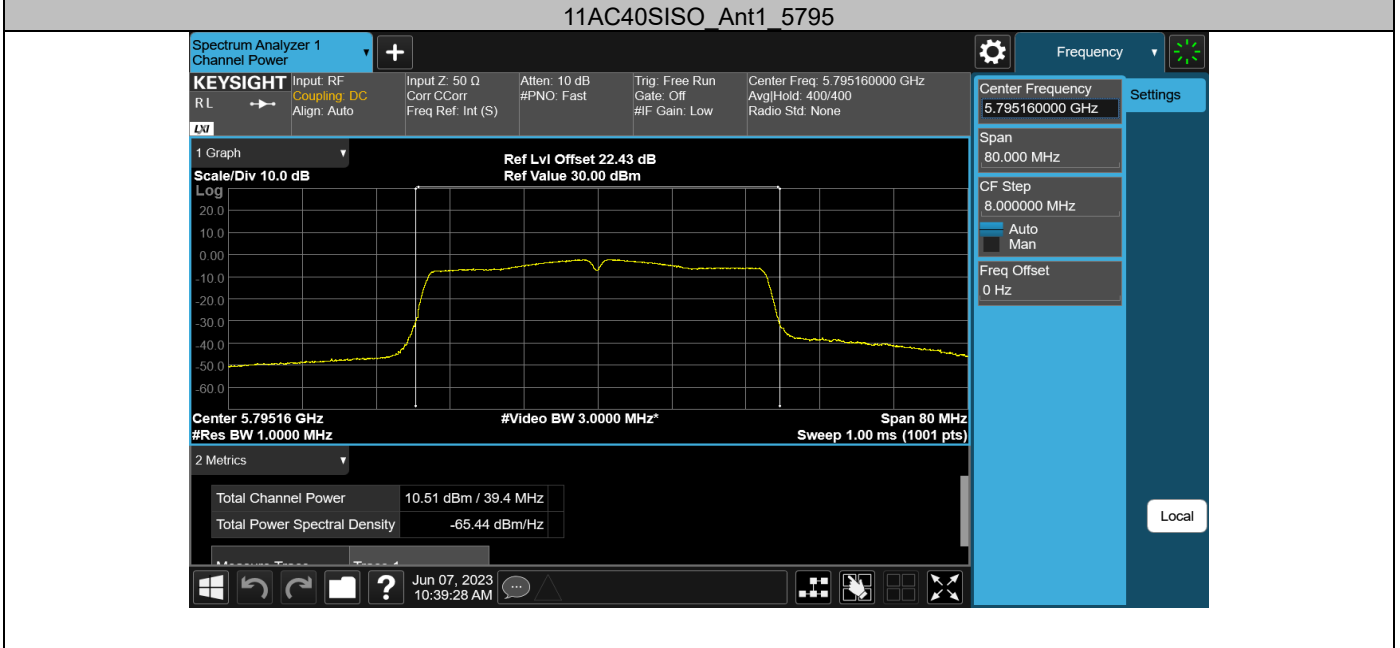 11AC40SISO_Ant1_5795
Spectrum Analyzer 1
Channel Power
+
Frequency
KEYSIGHT
RL
LXI
Input: RF
Coupling: DC
Align: Auto
Input Z: 50 Ω
Corr CCorr
Freq Ref: Int (S)
Atten: 10 dB
#PNO: Fast
Trig: Free Run
Gate: Off
#IF Gain: Low
Center Freq: 5.795160000 GHz
Avg|Hold: 400/400
Radio Std: None
Center Frequency
5.795160000 GHz
Settings
Span
80.000 MHz
CF Step
8.000000 MHz
Auto
Man
Freq Offset
0 Hz
1 Graph
Scale/Div 10.0 dB
Ref Lvl Offset 22.43 dB
Ref Value 30.00 dBm
Log
20.0
10.0
0.00
-10.0
-20.0
-30.0
-40.0
-50.0
-60.0
Center 5.79516 GHz
#Video BW 3.0000 MHz*
Span 80 MHz
#Res BW 1.0000 MHz
Sweep 1.00 ms (1001 pts)
2 Metrics
Total Channel Power 10.51 dBm / 39.4 MHz
Total Power Spectral Density -65.44 dBm/Hz
Measure Trace Trace 1
Local
?
Jun 07, 2023
10:39:28 AM